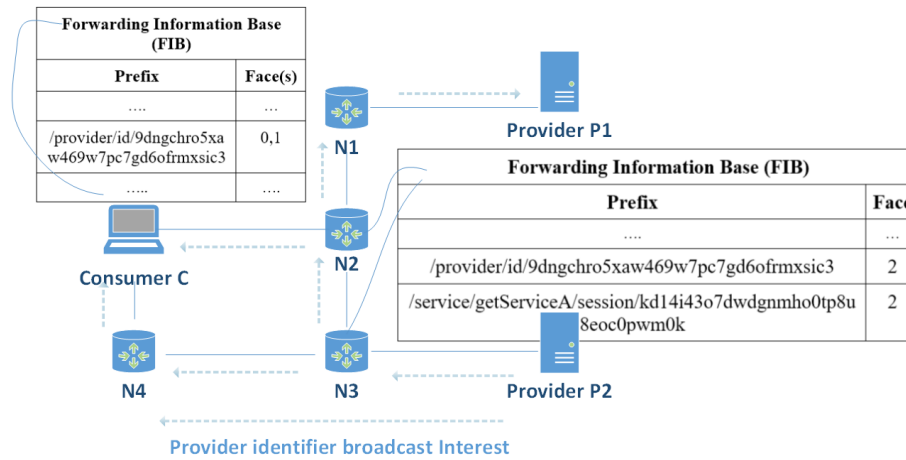 Forwarding Information Base
(FIB)
Prefix
Face(s)
….
…
/provider/id/9dngchro5xa
w469w7pc7gd6ofrmxsic3
0,1
…..
….
N1
Provider P1
Forwarding Information Base (FIB)
Prefix
Face
….
…
/provider/id/9dngchro5xaw469w7pc7gd6ofrmxsic3
2
/service/getServiceA/session/kd14i43o7dwdgnmho0tp8u
8eoc0pwm0k
2
Consumer C
N2
N4
N3
Provider P2
Provider identifier broadcast Interest